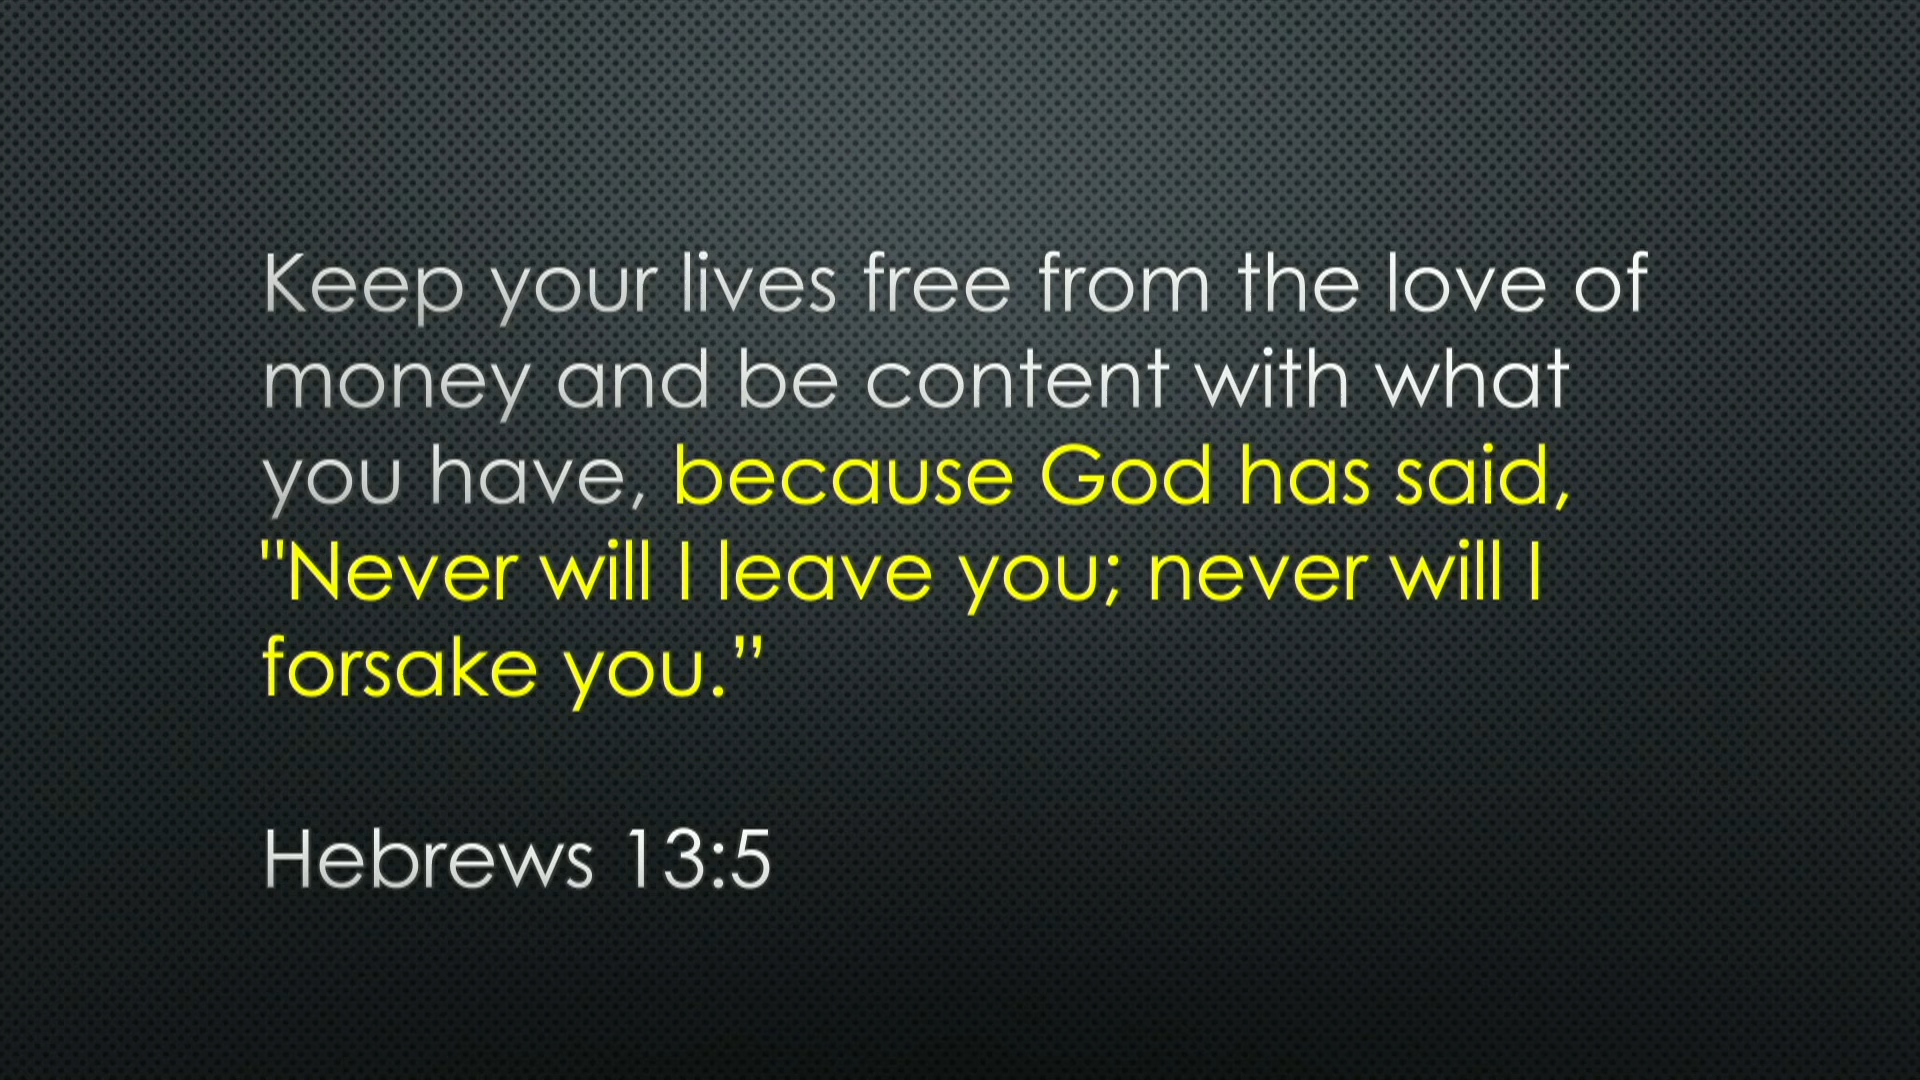 Keep your lives free from the love of
money and be content with what
you have, because God has said,
"Never will I leave you; never will I
forsake you.”
Hebrews 13:5